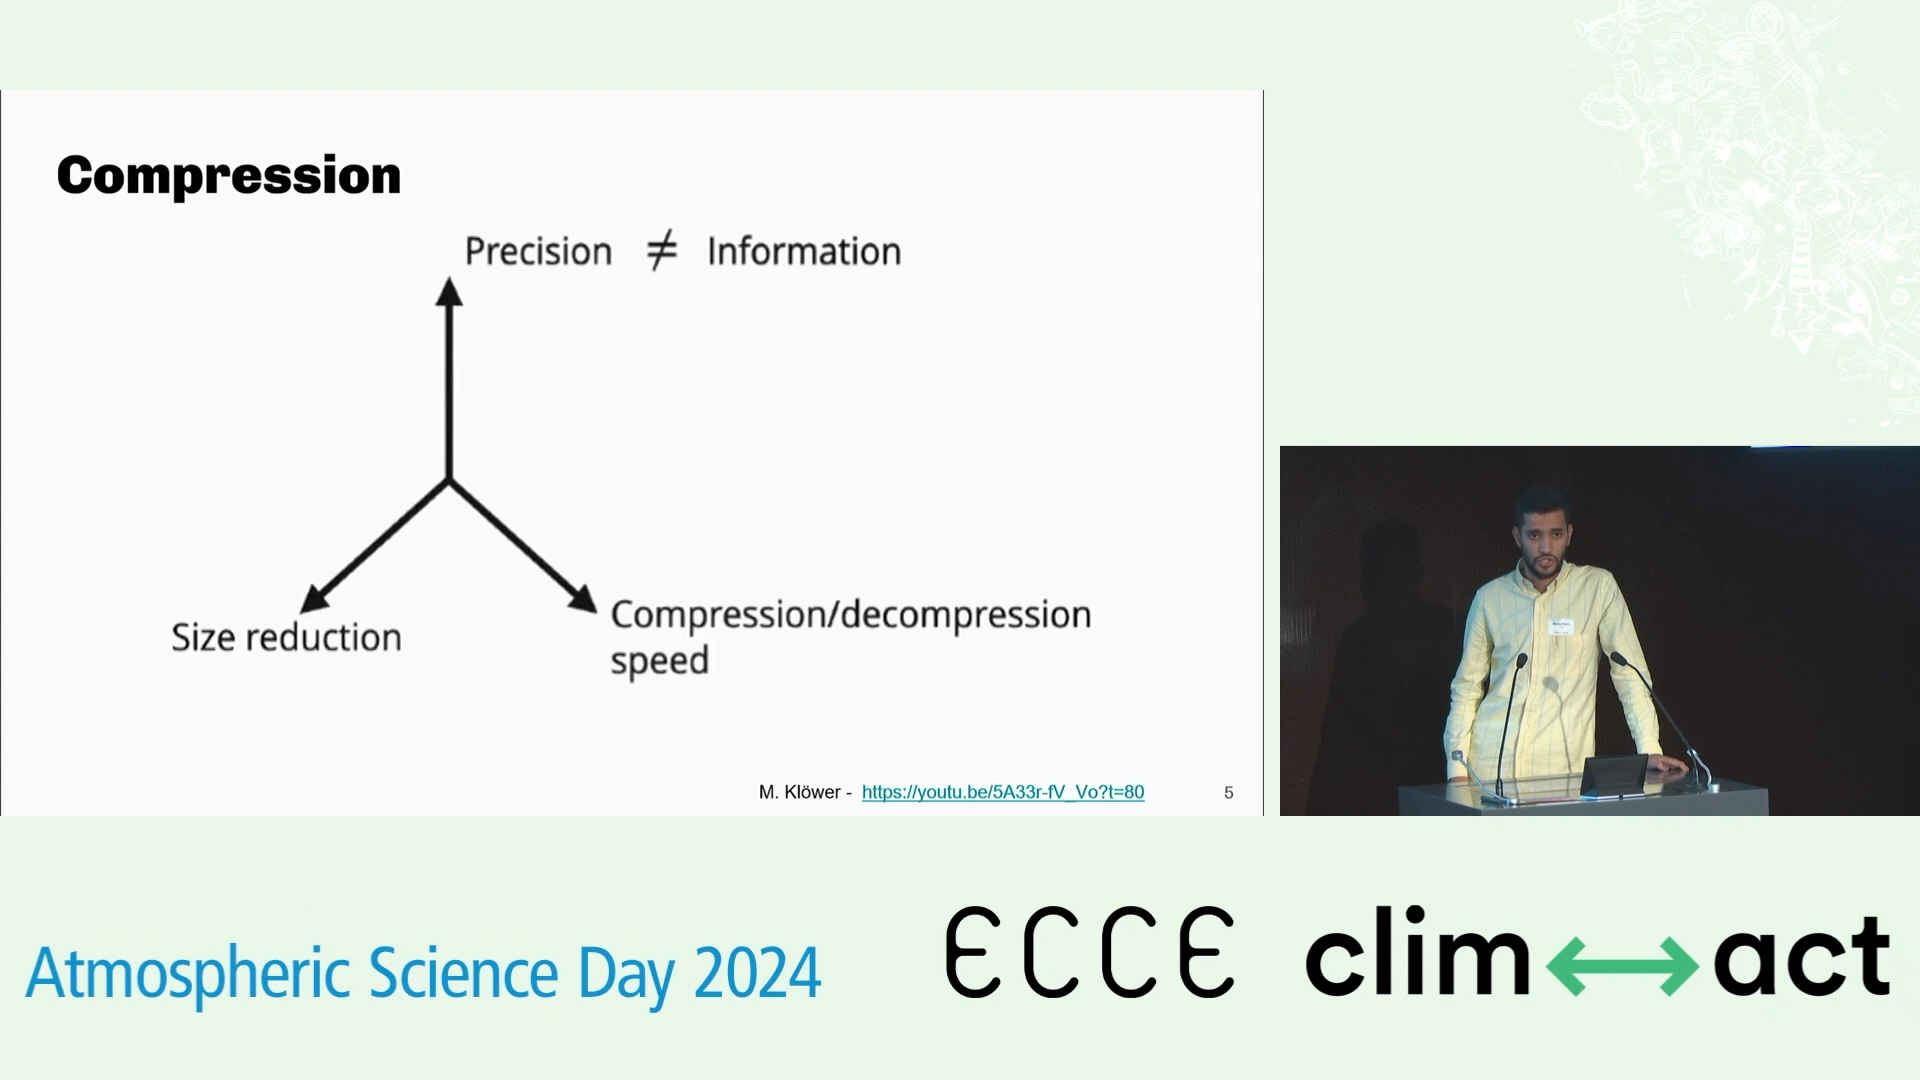 Compression
Precision ≠ Information
Size reduction
Compression/decompression
speed
M. Klöwer - https://youtu.be/5A33r-fV_Vo?t=80
5
Atmospheric Science Day 2024
ECCE
clim↔act